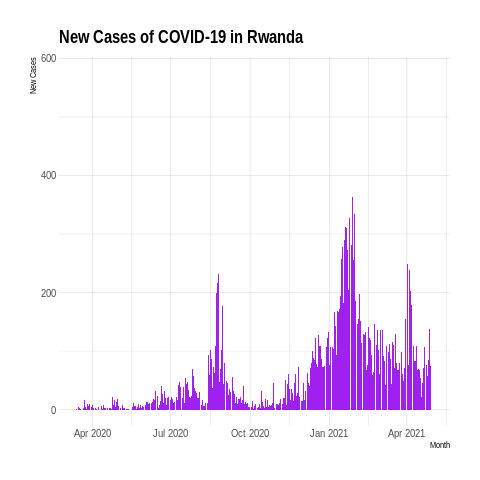 New Cases of COVID-19 in Rwanda
New Cases
600
400
200
0
Apr 2020 Jul 2020 Oct 2020 Jan 2021 Apr 2021
Month